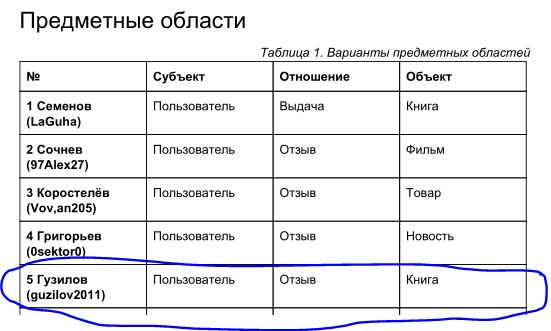 Предметные области
Таблица 1. Варианты предметных областей
№ Субъект Отношение Объект
1 Семенов Пользователь Выдача Книга
(LaGuha)
2 Сочнев Пользователь Отзыв Фильм
(97Alex27)
3 Коростелёв Пользователь Отзыв Товар
(Vov,an205)
4 Григорьев Пользователь Отзыв Новость
(0sektor0)
5 Гузилов Пользователь Отзыв Книга
(guzilov2011)